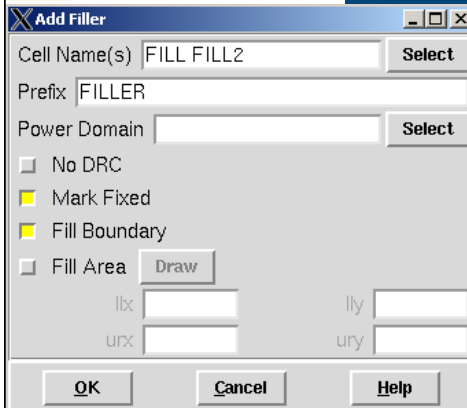 Add Filler
Cell Name(s) FILL FILL2 Select
Prefix FILLER
Power Domain Select
No DRC
Mark Fixed
Fill Boundary
Fill Area Draw
llx lly
urx ury
OK Cancel Help